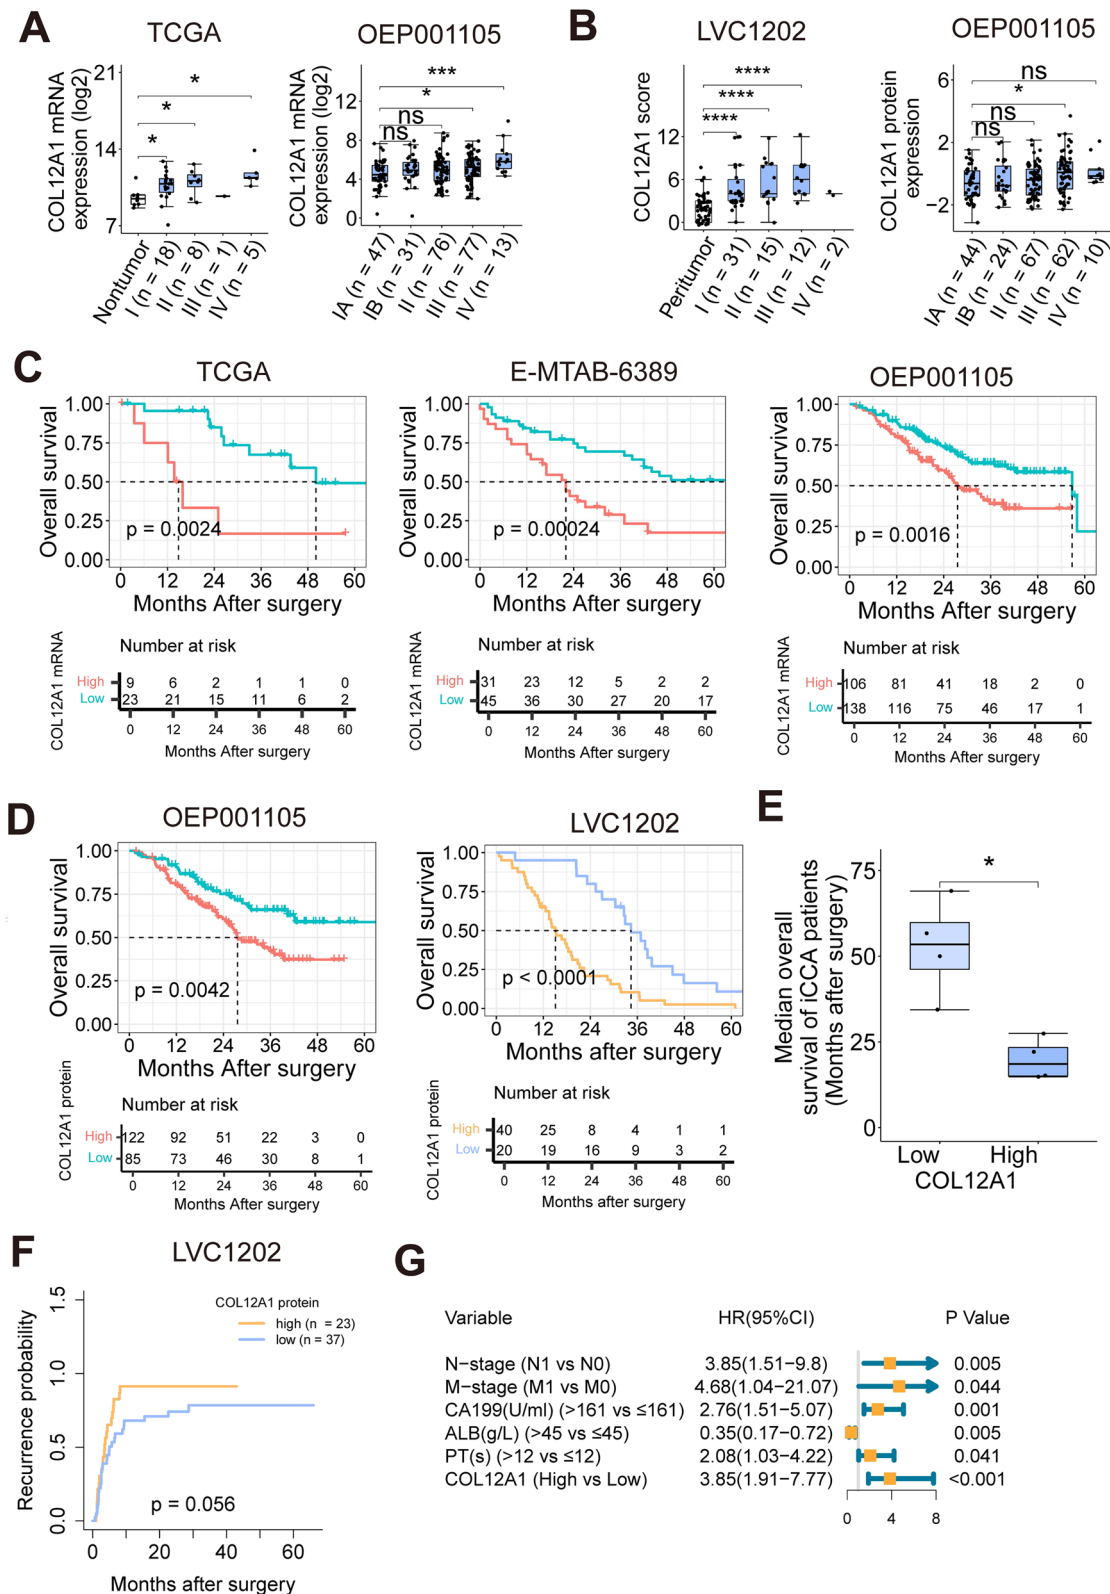 A
TCGA
COL12A1 mRNA
expression (log2)
21
14
7
*
*
*
Nontumor
I (n = 18)
II (n = 8)
III (n = 1)
IV (n = 5)
OEP001105
COL12A1 mRNA
expression (log2)
12
8
4
0
***
*
ns
ns
IA (n = 47)
IB (n = 31)
II (n = 76)
III (n = 77)
IV (n = 13)
B
LVC1202
COL12A1 score
12
6
0
****
****
****
Peritumor
I (n = 31)
II (n = 15)
III (n = 12)
IV (n = 2)
OEP001105
COL12A1 protein
expression
6
2
−2
ns
*
ns
ns
IA (n = 44)
IB (n = 24)
II (n = 67)
III (n = 62)
IV (n = 10)
C
TCGA
Overall survival
1.00
0.75
0.50
0.25
0.00
p = 0.0024
0 12 24 36 48 60
Months After surgery
COL12A1 mRNA
Number at risk
High 9 6 2 1 1 0
Low 23 21 15 11 6 2
0 12 24 36 48 60
Months After surgery
E-MTAB-6389
Overall survival
1.00
0.75
0.50
0.25
0.00
p = 0.00024
0 12 24 36 48 60
Months After surgery
COL12A1 mRNA
Number at risk
High 31 23 12 5 2 2
Low 45 36 30 27 20 17
0 12 24 36 48 60
Months After surgery
OEP001105
Overall survival
1.00
0.75
0.50
0.25
0.00
p = 0.0016
0 12 24 36 48 60
Months After surgery
COL12A1 mRNA
Number at risk
High 106 81 41 18 2 0
Low 138 116 75 46 17 1
0 12 24 36 48 60
Months After surgery
D
OEP001105
Overall survival
1.00
0.75
0.50
0.25
0.00
p = 0.0042
0 12 24 36 48 60
Months After surgery
COL12A1 protein
Number at risk
High 122 92 51 22 3 0
Low 85 73 46 30 8 1
0 12 24 36 48 60
Months After surgery
LVC1202
Overall survival
1.00
0.75
0.50
0.25
0.00
p < 0.0001
0 12 24 36 48 60
Months after surgery
COL12A1 protein
Number at risk
High 40 25 8 4 1 1
Low 20 19 16 9 3 2
0 12 24 36 48 60
Months after surgery
E
Median overall
survival of iCCA patients
(Months after surgery)
75
50
25
0
*
Low High
COL12A1
F
LVC1202
Recurrence probability
1.5
1.0
0.5
0.0
COL12A1 protein
high (n = 23)
low (n = 37)
p = 0.056
0 20 40 60
Months after surgery
G
Variable HR(95%CI) P Value
N−stage (N1 vs N0) 3.85(1.51−9.8) 0.005
M−stage (M1 vs M0) 4.68(1.04−21.07) 0.044
CA199(U/ml) (>161 vs ≤161) 2.76(1.51−5.07) 0.001
ALB(g/L) (>45 vs ≤45) 0.35(0.17−0.72) 0.005
PT(s) (>12 vs ≤12) 2.08(1.03−4.22) 0.041
COL12A1 (High vs Low) 3.85(1.91−7.77) <0.001
0 4 8